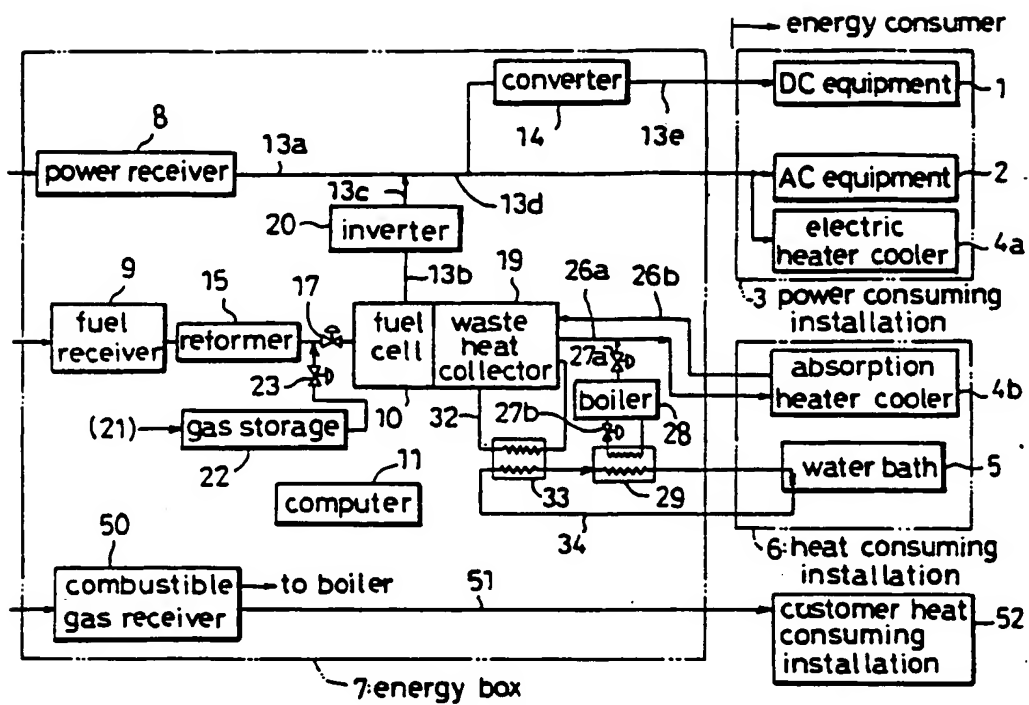 energy consumer
converter
DC equipment
1
14
13e
8
13a
power receiver
13c
13d
AC equipment
2
20
inverter
electric
heater cooler
4a
13b
19
26a
26b
3 power consuming
installation
9
15
17
fuel
receiver
reformer
fuel
cell
waste
heat
collector
27a
absorption
heater cooler
4b
23
10
32
27b
boiler
28
(21)
gas storage
22
11
computer
33
29
water bath
5
34
6:heat consuming
installation
50
combustible
gas receiver
to boiler
51
customer heat
consuming
installation
52
7:energy box